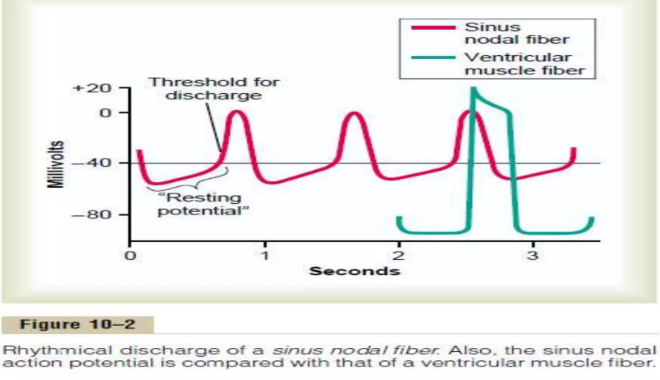 Sinus
nodal fiber
Ventricular
muscle fiber
Threshold for
discharge
+20
0
−40
−80
Millivolts
"Resting
potential"
0
1
2
3
Seconds
Figure 10–2
Rhythmical discharge of a sinus nodal fiber. Also, the sinus nodal
action potential is compared with that of a ventricular muscle fiber.